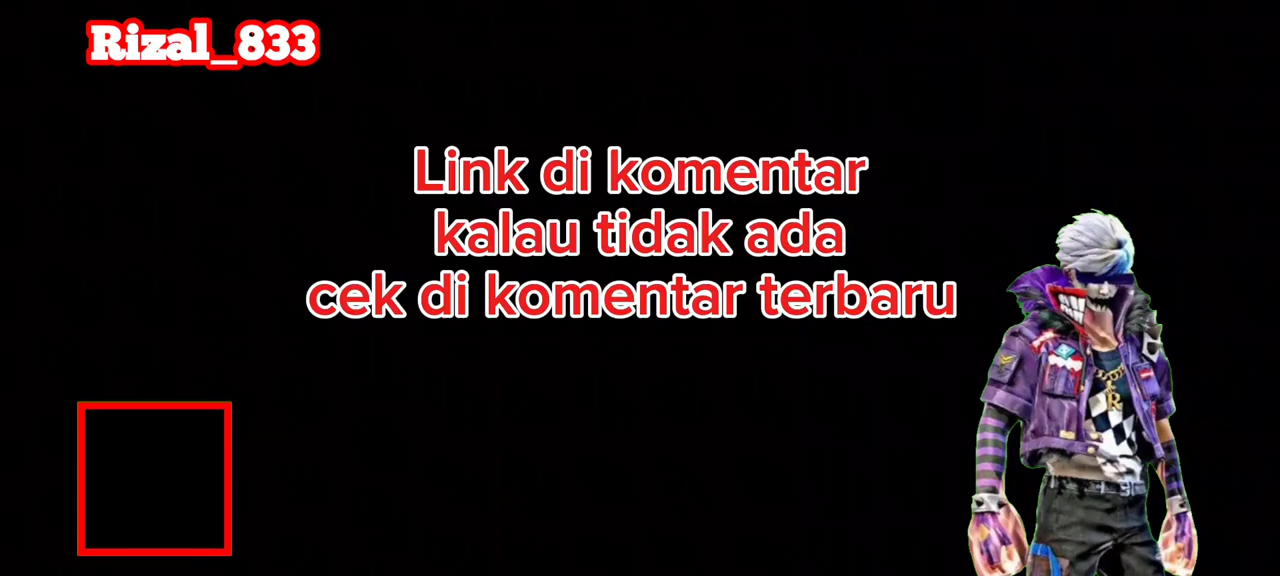 Rizal_833
Link di komentar
kalau tidak ada
cek di komentar terbaru